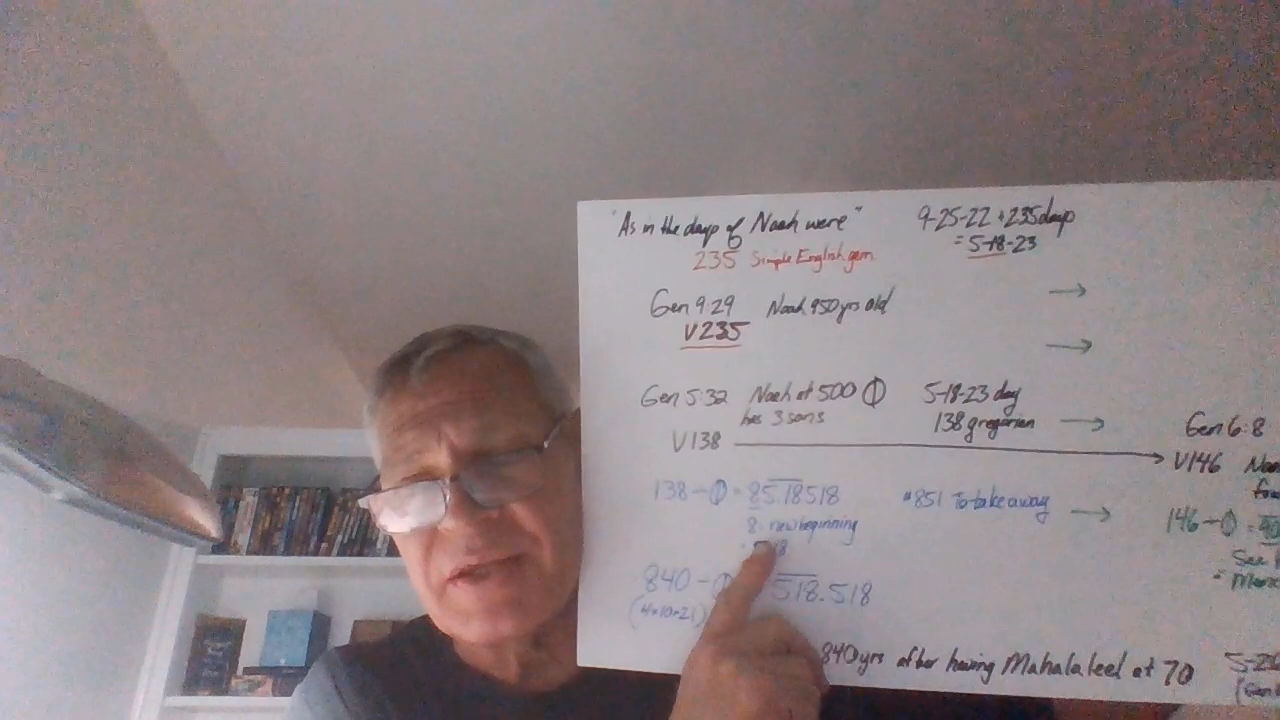 "As in the days of Noah were"
9-25-22 + 235 days
= 5-18-23
235 Simple English gem
Gen 9:29 Noah 950 yrs old →
V235
→
Gen 5:32 Noah at 500 Φ 5-18-23 day
has 3 sons 138 gregorian →
V138 → V146
Gen 6:8
138 - Φ = 85.18518 #851 To take away →
8: new beginning
146 - Φ =
840 - Φ 518.518
(4x10x21)
See
840 yrs after having Mahalaleel at 70